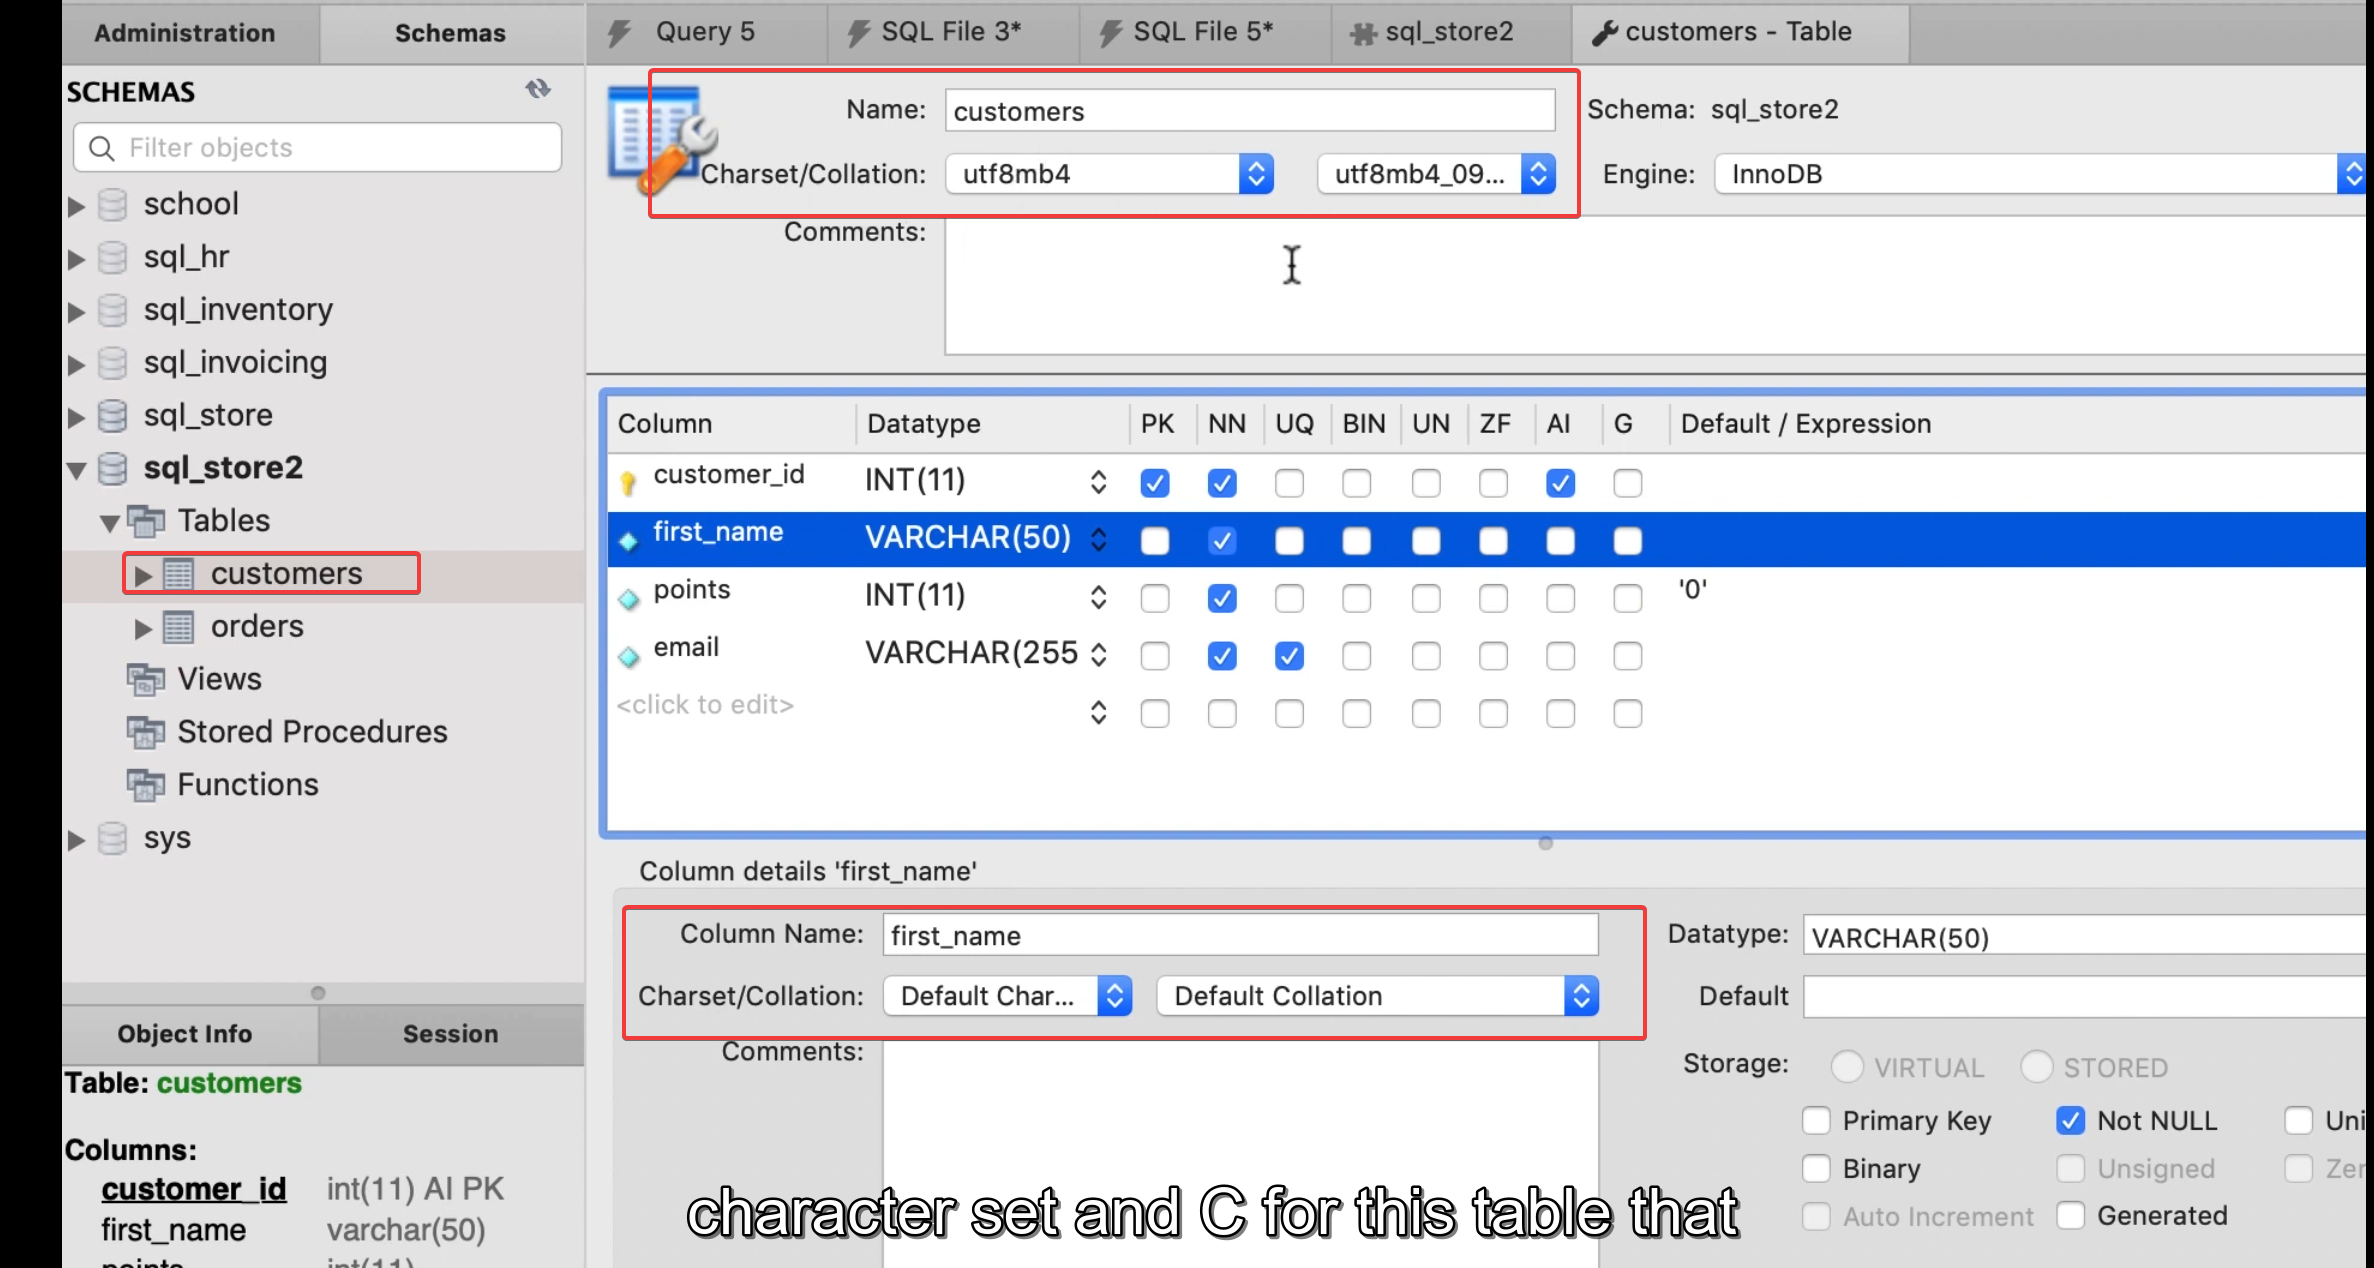 Administration
Schemas
Query 5
SQL File 3*
SQL File 5*
sql_store2
customers - Table
SCHEMAS
Filter objects
school
sql_hr
sql_inventory
sql_invoicing
sql_store
sql_store2
Tables
customers
orders
Views
Stored Procedures
Functions
sys
Object Info
Session
Table: customers
Columns:
customer_id int(11) AI PK
first_name varchar(50)
points int(11)
Name: customers
Schema: sql_store2
Charset/Collation: utf8mb4 utf8mb4_09...
Engine: InnoDB
Comments:
Column Datatype PK NN UQ BIN UN ZF AI G Default / Expression
customer_id INT(11)
first_name VARCHAR(50)
points INT(11) '0'
email VARCHAR(255
<click to edit>
Column details 'first_name'
Column Name: first_name
Datatype: VARCHAR(50)
Charset/Collation: Default Char... Default Collation
Default
Comments:
Storage: VIRTUAL STORED
Primary Key Not NULL Uni
Binary Unsigned Zer
Auto Increment Generated
character set and C for this table that